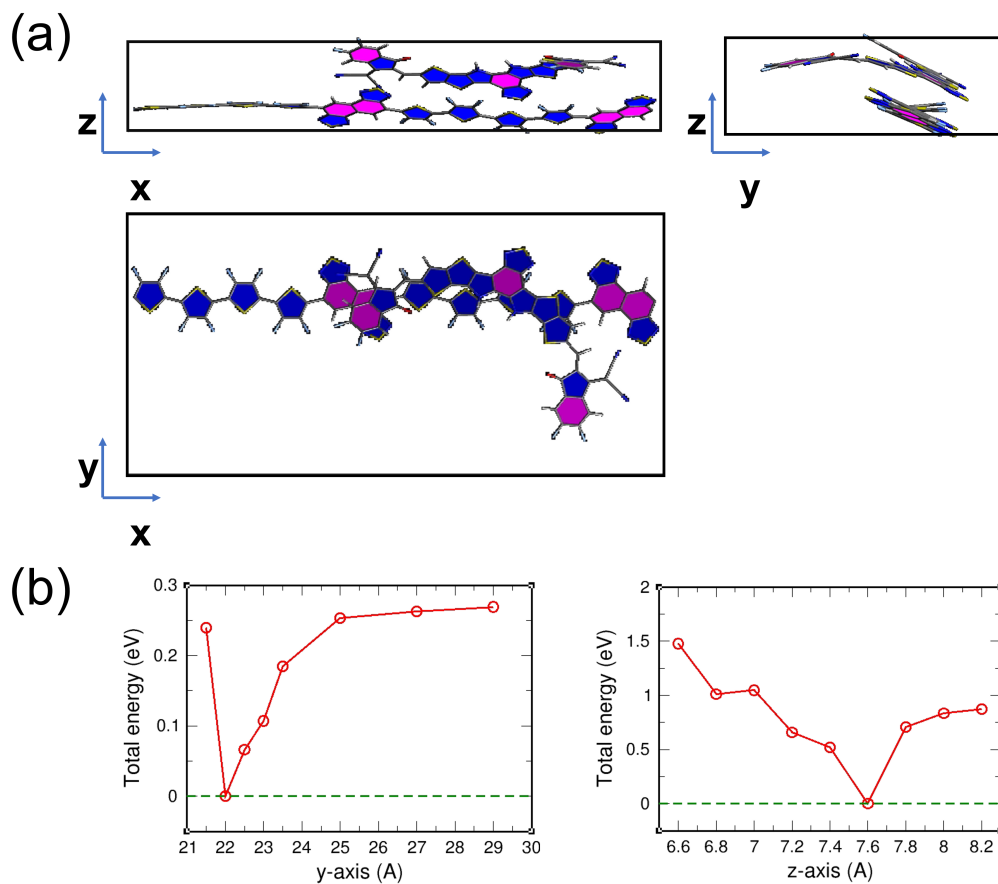 (a)
z
x
z
y
y
x
(b)
Total energy (eV)
0.3
0.2
0.1
0
21 22 23 24 25 26 27 28 29 30
y-axis (A)
Total energy (eV)
2
1.5
1
0.5
0
6.6 6.8 7 7.2 7.4 7.6 7.8 8 8.2
z-axis (A)